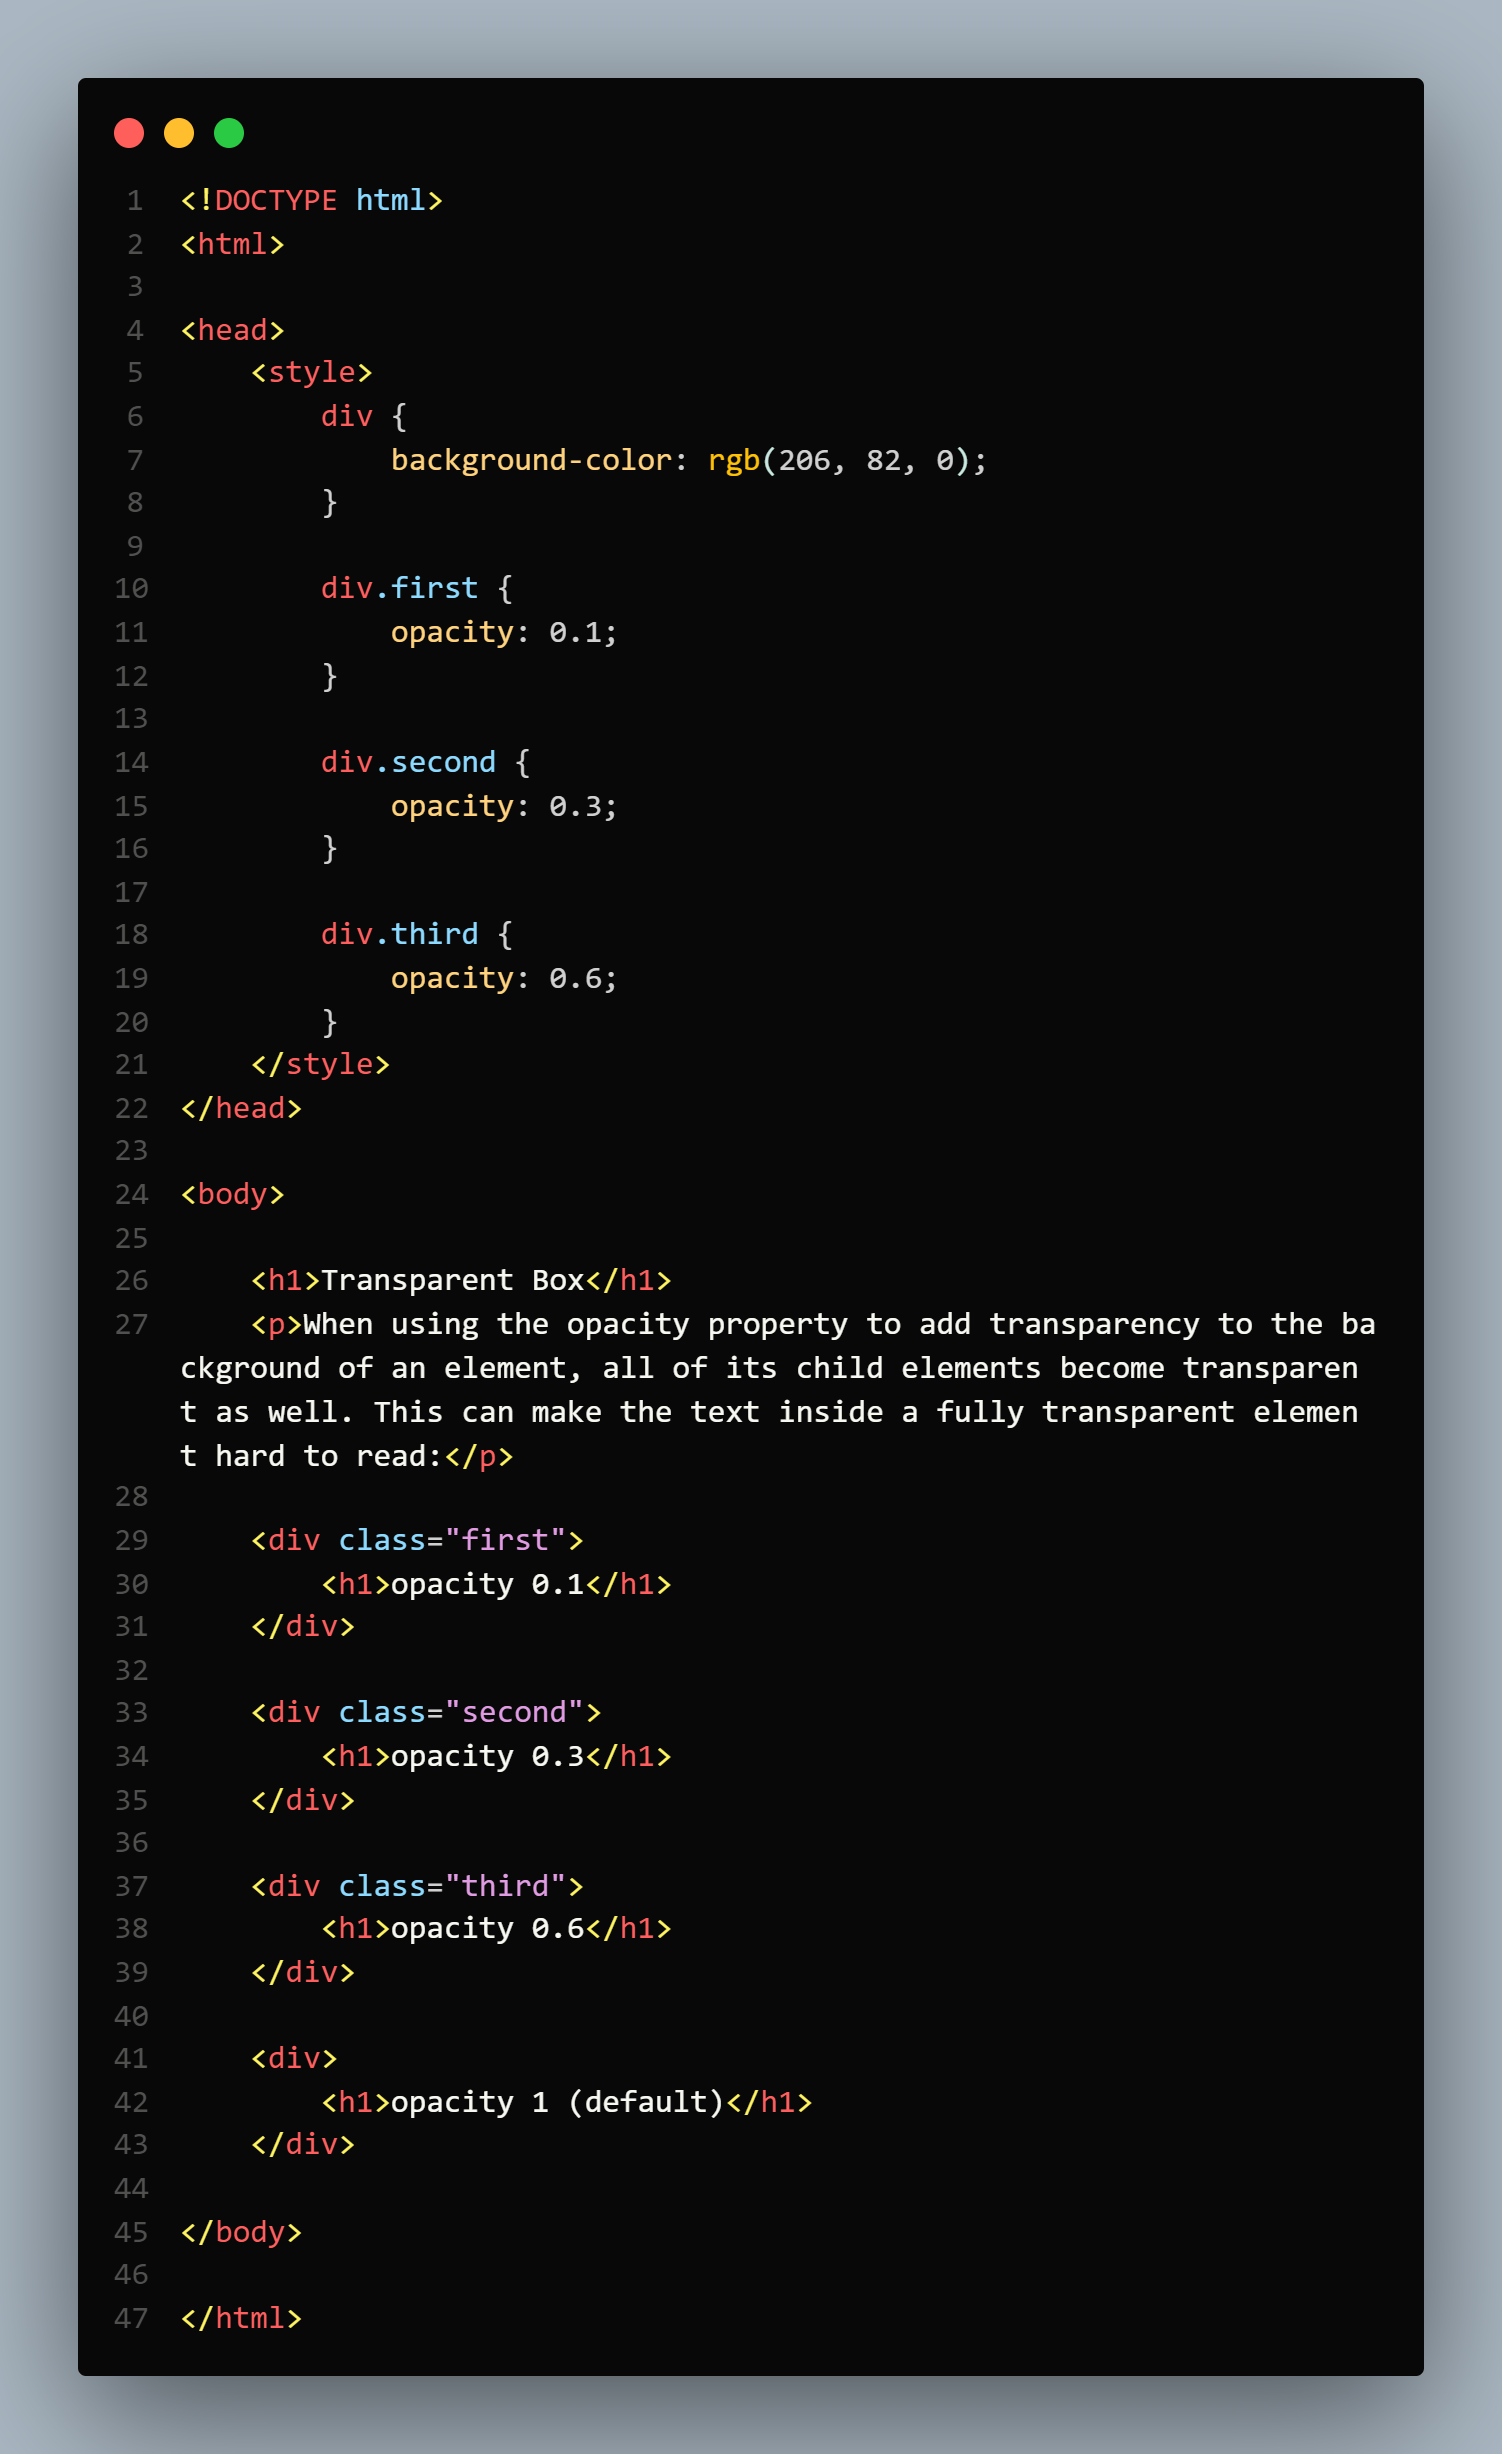 1 <!DOCTYPE html>
2 <html>
3
4 <head>
5     <style>
6         div {
7             background-color: rgb(206, 82, 0);
8         }
9
10         div.first {
11             opacity: 0.1;
12         }
13
14         div.second {
15             opacity: 0.3;
16         }
17
18         div.third {
19             opacity: 0.6;
20         }
21     </style>
22 </head>
23
24 <body>
25
26     <h1>Transparent Box</h1>
27     <p>When using the opacity property to add transparency to the ba
ckground of an element, all of its child elements become transparen
t as well. This can make the text inside a fully transparent elemen
t hard to read:</p>
28
29     <div class="first">
30         <h1>opacity 0.1</h1>
31     </div>
32
33     <div class="second">
34         <h1>opacity 0.3</h1>
35     </div>
36
37     <div class="third">
38         <h1>opacity 0.6</h1>
39     </div>
40
41     <div>
42         <h1>opacity 1 (default)</h1>
43     </div>
44
45 </body>
46
47 </html>